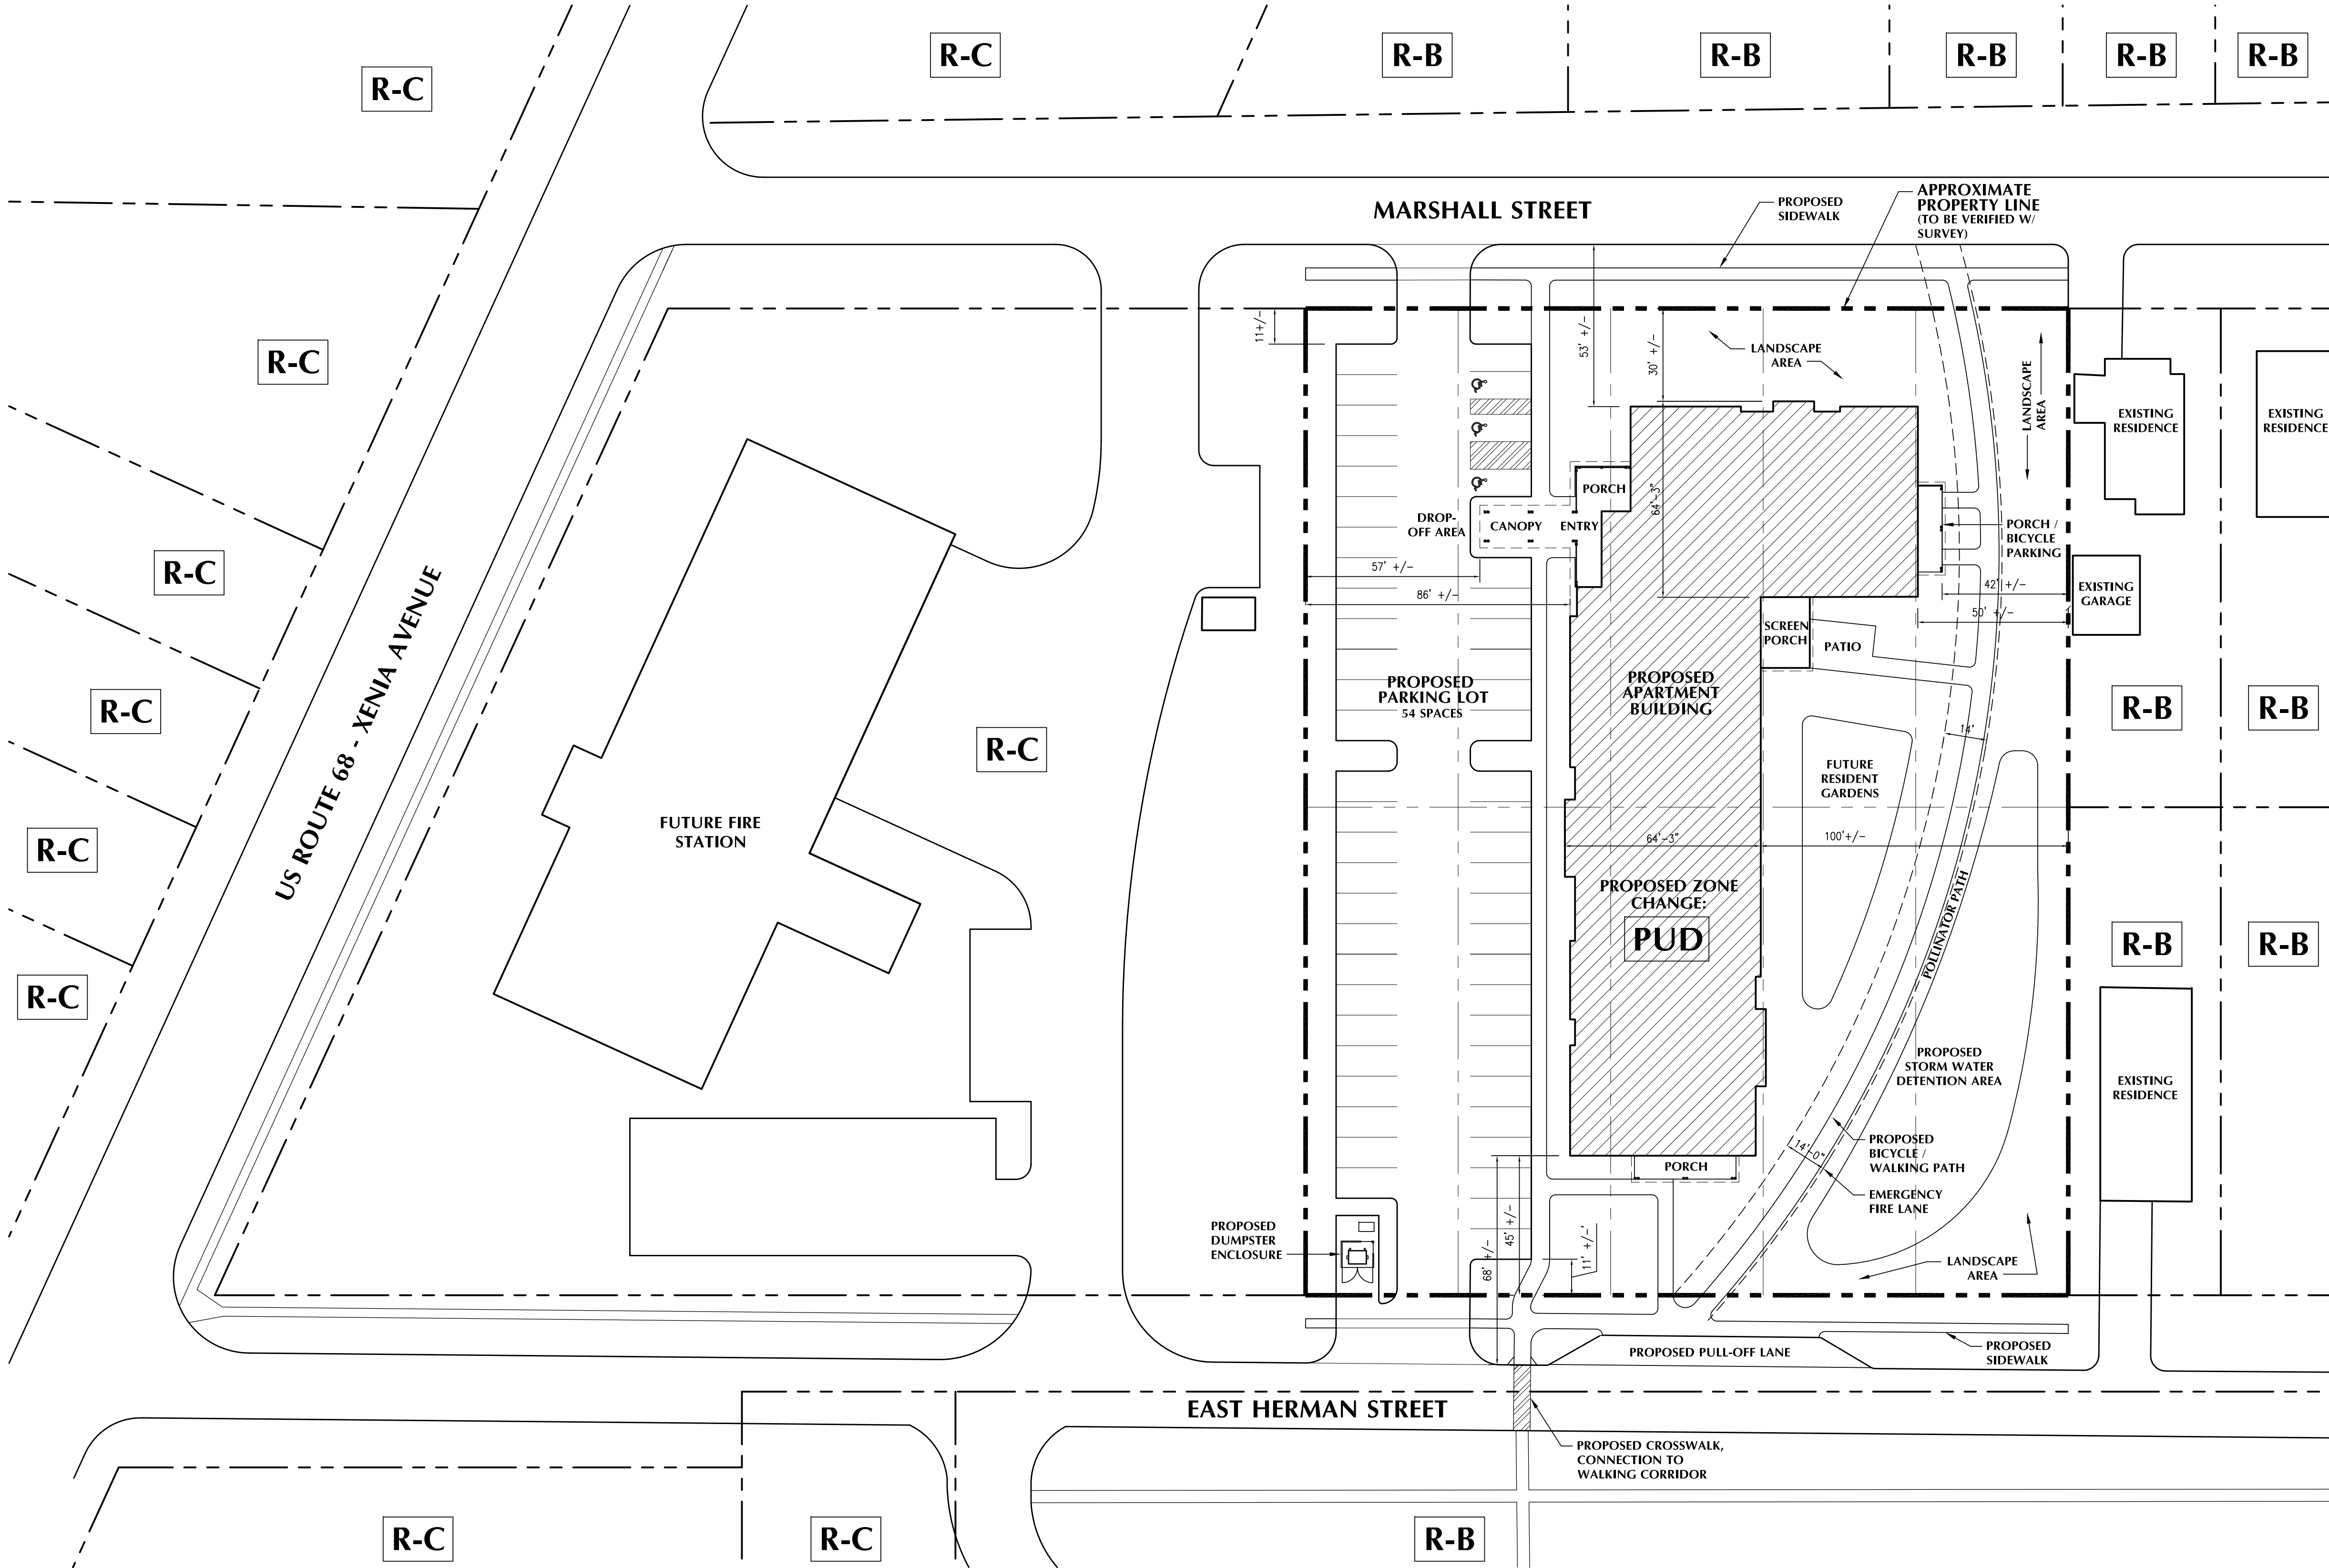 R-C
R-C
R-B
R-B
R-B
R-B
R-B
MARSHALL STREET
PROPOSED
SIDEWALK
APPROXIMATE
PROPERTY LINE
(TO BE VERIFIED W/
SURVEY)
11+/-
53' +/-
30' +/-
LANDSCAPE
AREA
LANDSCAPE
AREA
R-C
EXISTING
RESIDENCE
EXISTING
RESIDENCE
PORCH
64'-3"
DROP-
OFF AREA
CANOPY
ENTRY
PORCH /
BICYCLE
PARKING
R-C
57' +/-
86' +/-
42' +/-
50' +/-
EXISTING
GARAGE
SCREEN
PORCH
PATIO
US ROUTE 68 - XENIA AVENUE
R-C
PROPOSED
PARKING LOT
54 SPACES
PROPOSED
APARTMENT
BUILDING
R-B
R-B
R-C
14'
FUTURE
RESIDENT
GARDENS
FUTURE FIRE
STATION
R-C
64'-3"
100'+/-
PROPOSED ZONE
CHANGE:
PUD
POLLINATOR PATH
R-B
R-B
R-C
PROPOSED
STORM WATER
DETENTION AREA
EXISTING
RESIDENCE
14'-0"
PROPOSED
BICYCLE /
WALKING PATH
PORCH
EMERGENCY
FIRE LANE
PROPOSED
DUMPSTER
ENCLOSURE
68' +/-
45' +/-
11' +/-'
LANDSCAPE
AREA
PROPOSED PULL-OFF LANE
PROPOSED
SIDEWALK
EAST HERMAN STREET
PROPOSED CROSSWALK,
CONNECTION TO
WALKING CORRIDOR
R-C
R-C
R-B